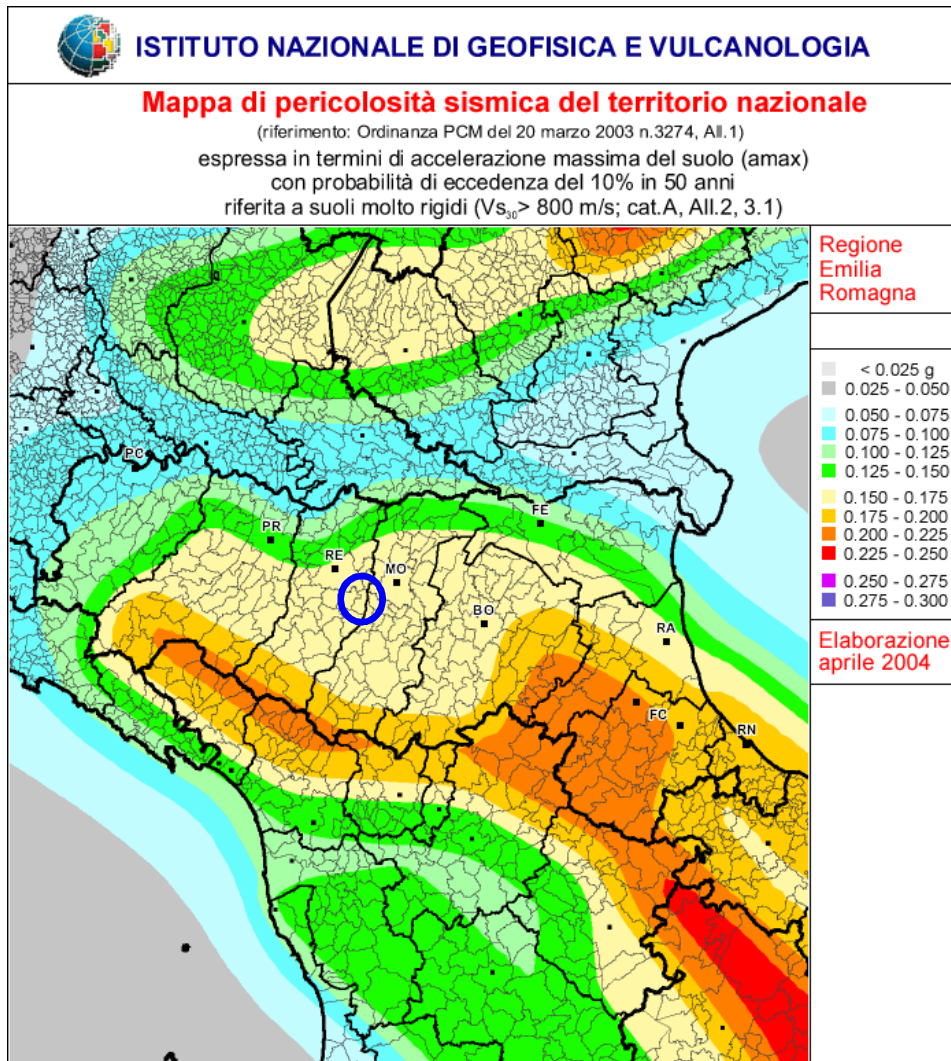 ISTITUTO NAZIONALE DI GEOFISICA E VULCANOLOGIA
Mappa di pericolosità sismica del territorio nazionale
(riferimento: Ordinanza PCM del 20 marzo 2003 n.3274, All.1)
espressa in termini di accelerazione massima del suolo (amax)
con probabilità di eccedenza del 10% in 50 anni
riferita a suoli molto rigidi (Vs30> 800 m/s; cat.A, All.2, 3.1)
Regione
Emilia
Romagna
< 0.025 g
0.025 - 0.050
0.050 - 0.075
0.075 - 0.100
0.100 - 0.125
0.125 - 0.150
0.150 - 0.175
0.175 - 0.200
0.200 - 0.225
0.225 - 0.250
0.250 - 0.275
0.275 - 0.300
Elaborazione
aprile 2004
PC
PR
FE
RE
MO
BO
RA
FC
RN